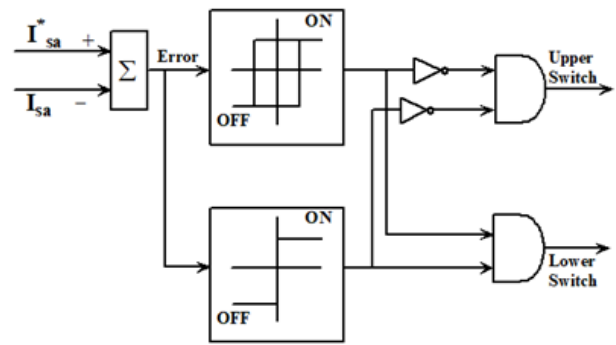 I*sa +
Isa −
Σ
Error
ON
OFF
ON
OFF
Upper
Switch
Lower
Switch